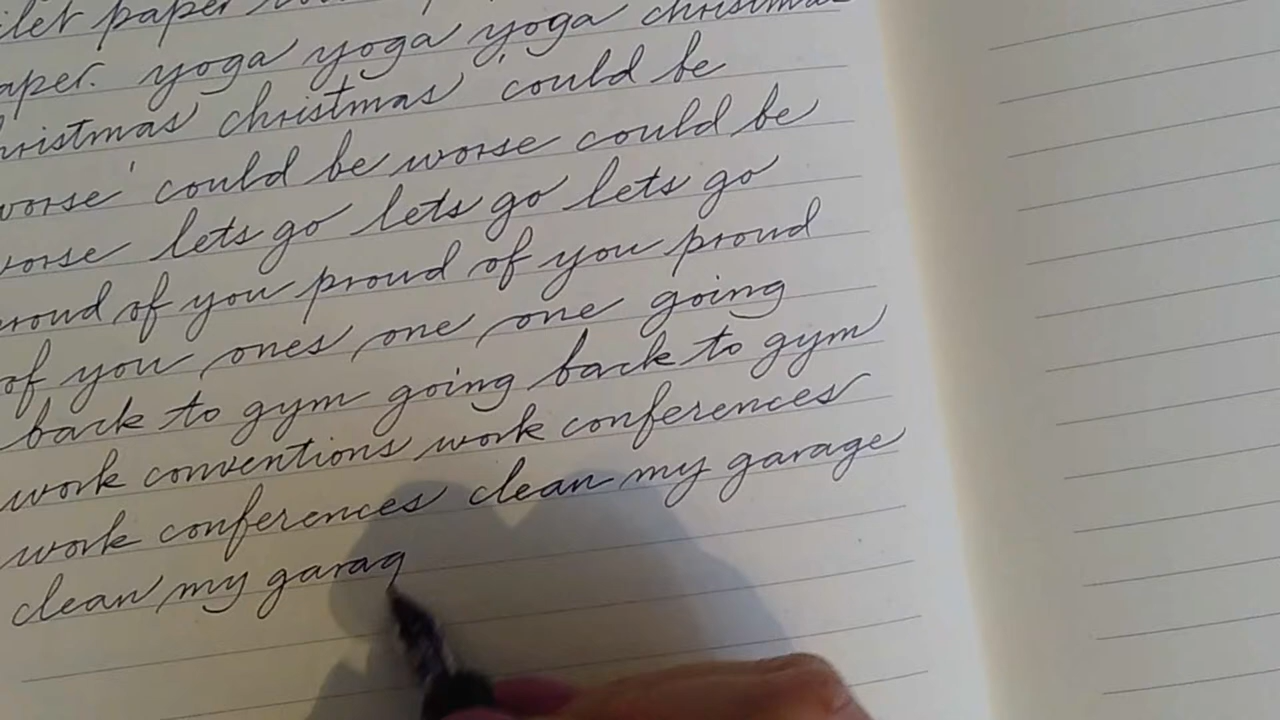 paper
yoga yoga yoga christmas
christmas 'could be
worse' could be worse could be
worse lets go lets go lets go
proud of you proud of you proud
of you ones one one going
back to gym going back to gym
work conventions work conferences
work conferences clean my garage
clean my garag